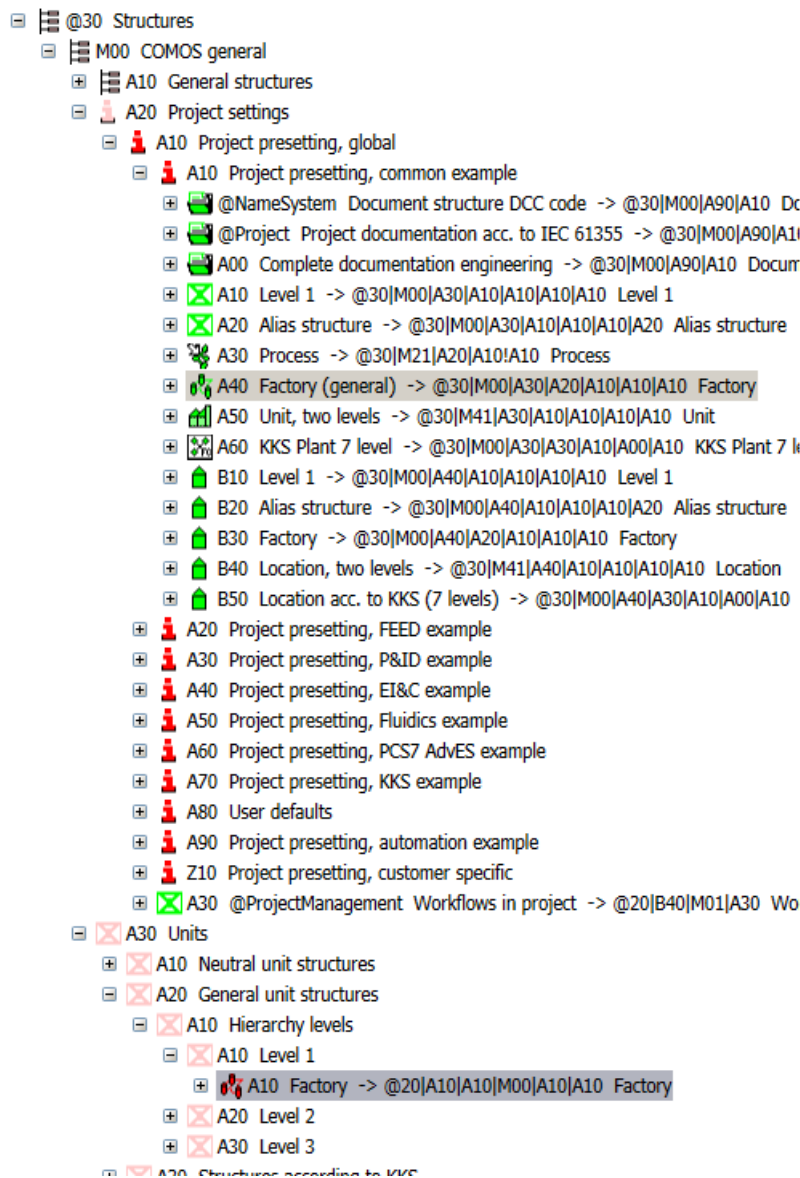 @30 Structures
M00 COMOS general
A10 General structures
A20 Project settings
A10 Project presetting, global
A10 Project presetting, common example
@NameSystem Document structure DCC code -> @30|M00|A90|A10 Do
@Project Project documentation acc. to IEC 61355 -> @30|M00|A90|A10
A00 Complete documentation engineering -> @30|M00|A90|A10 Docum
A10 Level 1 -> @30|M00|A30|A10|A10|A10|A10 Level 1
A20 Alias structure -> @30|M00|A30|A10|A10|A10|A20 Alias structure
A30 Process -> @30|M21|A20|A10!A10 Process
A40 Factory (general) -> @30|M00|A30|A20|A10|A10|A10 Factory
A50 Unit, two levels -> @30|M41|A30|A10|A10|A10|A10 Unit
A60 KKS Plant 7 level -> @30|M00|A30|A30|A10|A00|A10 KKS Plant 7 le
B10 Level 1 -> @30|M00|A40|A10|A10|A10|A10 Level 1
B20 Alias structure -> @30|M00|A40|A10|A10|A10|A20 Alias structure
B30 Factory -> @30|M00|A40|A20|A10|A10|A10 Factory
B40 Location, two levels -> @30|M41|A40|A10|A10|A10|A10 Location
B50 Location acc. to KKS (7 levels) -> @30|M00|A40|A30|A10|A00|A10
A20 Project presetting, FEED example
A30 Project presetting, P&ID example
A40 Project presetting, EI&C example
A50 Project presetting, Fluidics example
A60 Project presetting, PCS7 AdvES example
A70 Project presetting, KKS example
A80 User defaults
A90 Project presetting, automation example
Z10 Project presetting, customer specific
A30 @ProjectManagement Workflows in project -> @20|B40|M01|A30 Wo
A30 Units
A10 Neutral unit structures
A20 General unit structures
A10 Hierarchy levels
A10 Level 1
A10 Factory -> @20|A10|A10|M00|A10|A10 Factory
A20 Level 2
A30 Level 3
A30 Structures according to KKS